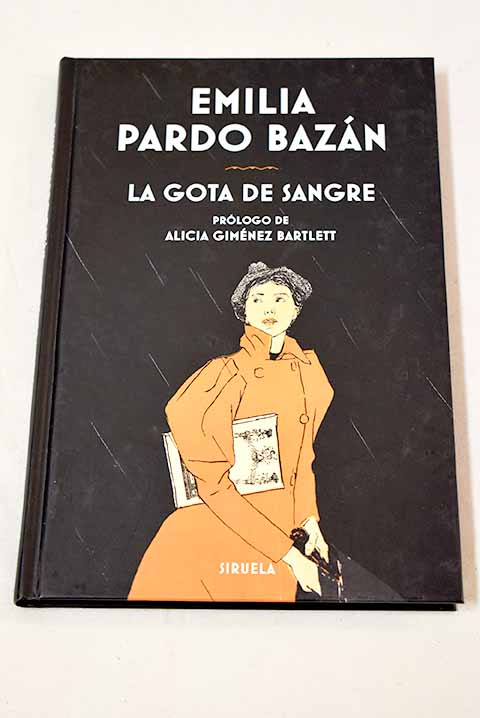 EMILIA
PARDO BAZÁN
LA GOTA DE SANGRE
PRÓLOGO DE
ALICIA GIMÉNEZ BARTLETT
SIRUELA